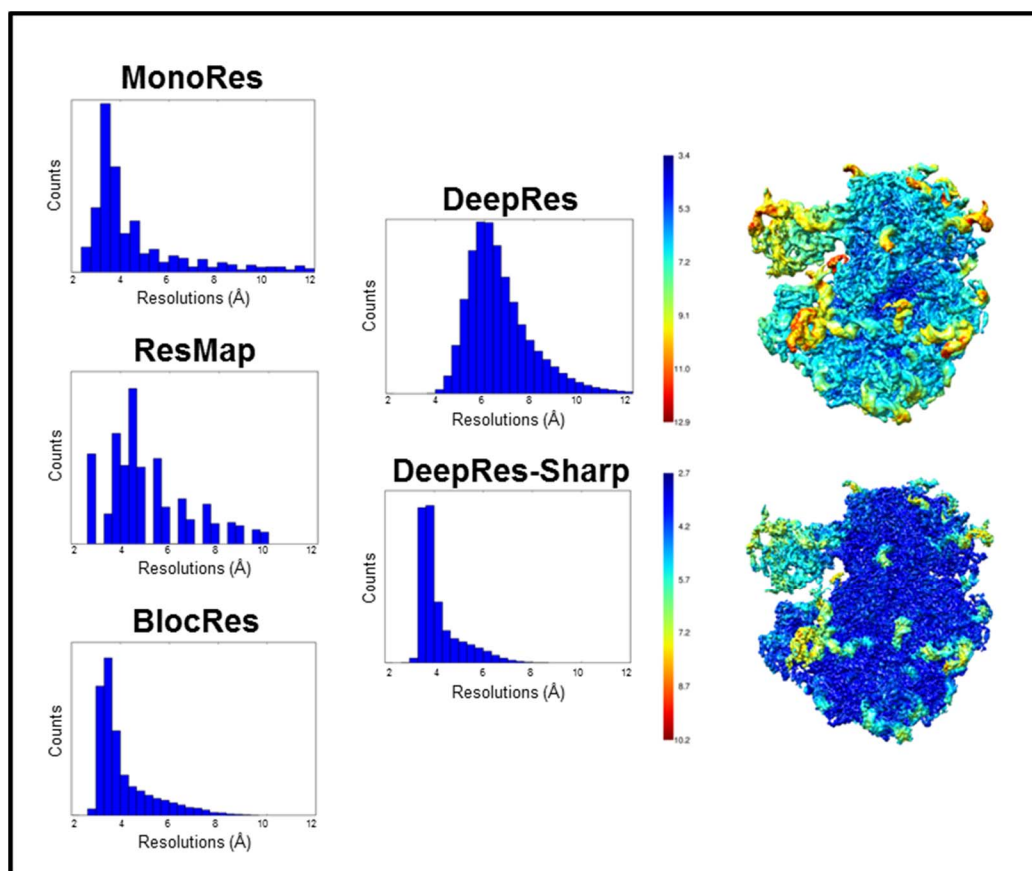 MonoRes
Counts
2 4 6 8 10 12
Resolutions (Å)
ResMap
Counts
2 4 6 8 10 12
Resolutions (Å)
BlocRes
Counts
2 4 6 8 10 12
Resolutions (Å)
DeepRes
Counts
2 4 6 8 10 12
Resolutions (Å)
3.4
5.3
7.2
9.1
11.0
12.9
DeepRes-Sharp
Counts
2 4 6 8 10 12
Resolutions (Å)
2.7
4.2
5.7
7.2
8.7
10.2